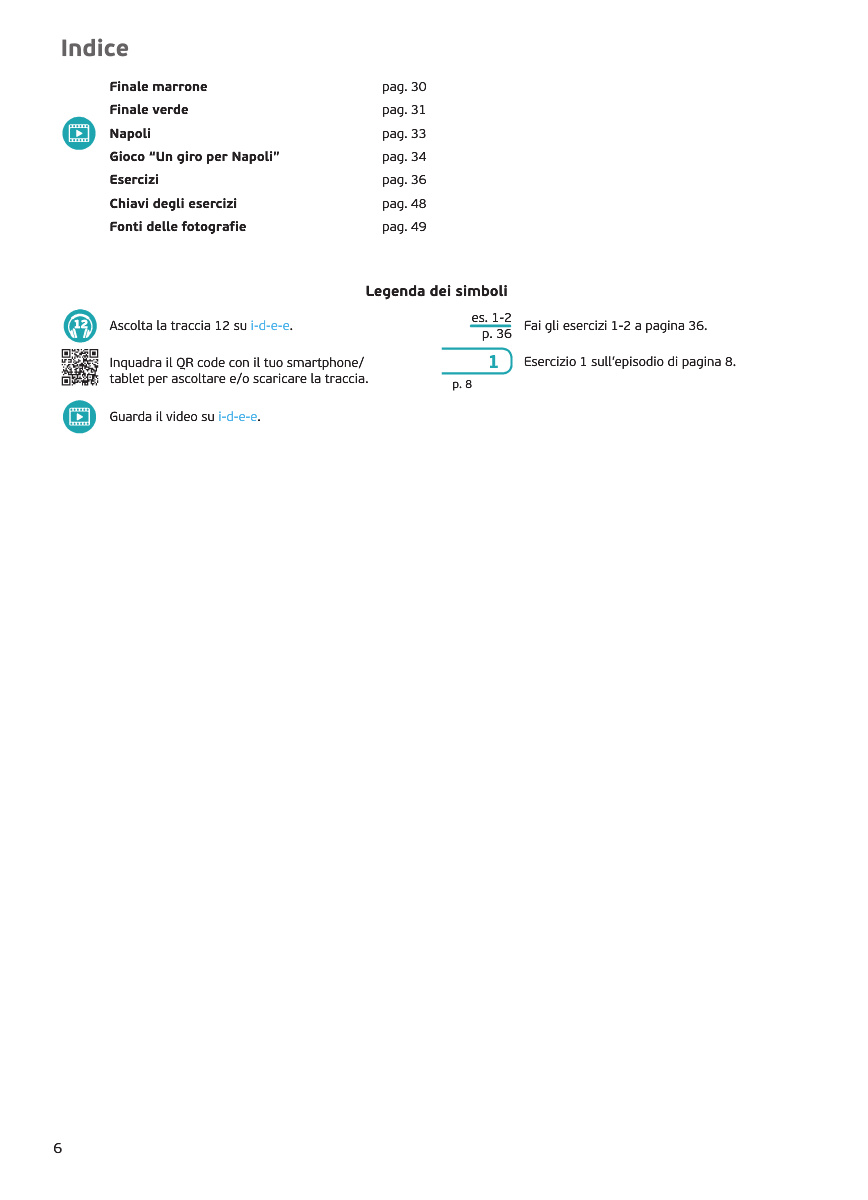 Indice
Finale marrone pag. 30
Finale verde pag. 31
Napoli pag. 33
Gioco “Un giro per Napoli” pag. 34
Esercizi pag. 36
Chiavi degli esercizi pag. 48
Fonti delle fotografie pag. 49
Legenda dei simboli
12 Ascolta la traccia 12 su i-d-e-e.
Inquadra il QR code con il tuo smartphone/
tablet per ascoltare e/o scaricare la traccia.
Guarda il video su i-d-e-e.
es. 1-2
p. 36
Fai gli esercizi 1-2 a pagina 36.
1 Esercizio 1 sull’episodio di pagina 8.
p. 8
6